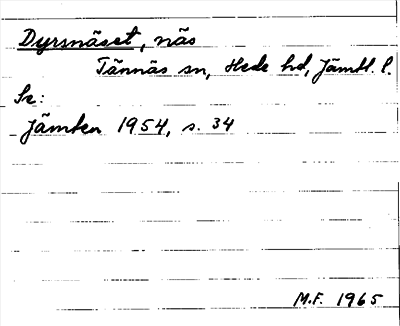 Dyrsnäset, näs
Tännäs sn, Hede hd, Jämtl. l.
Se:
Jämten 1954, s. 34
M.F. 1965